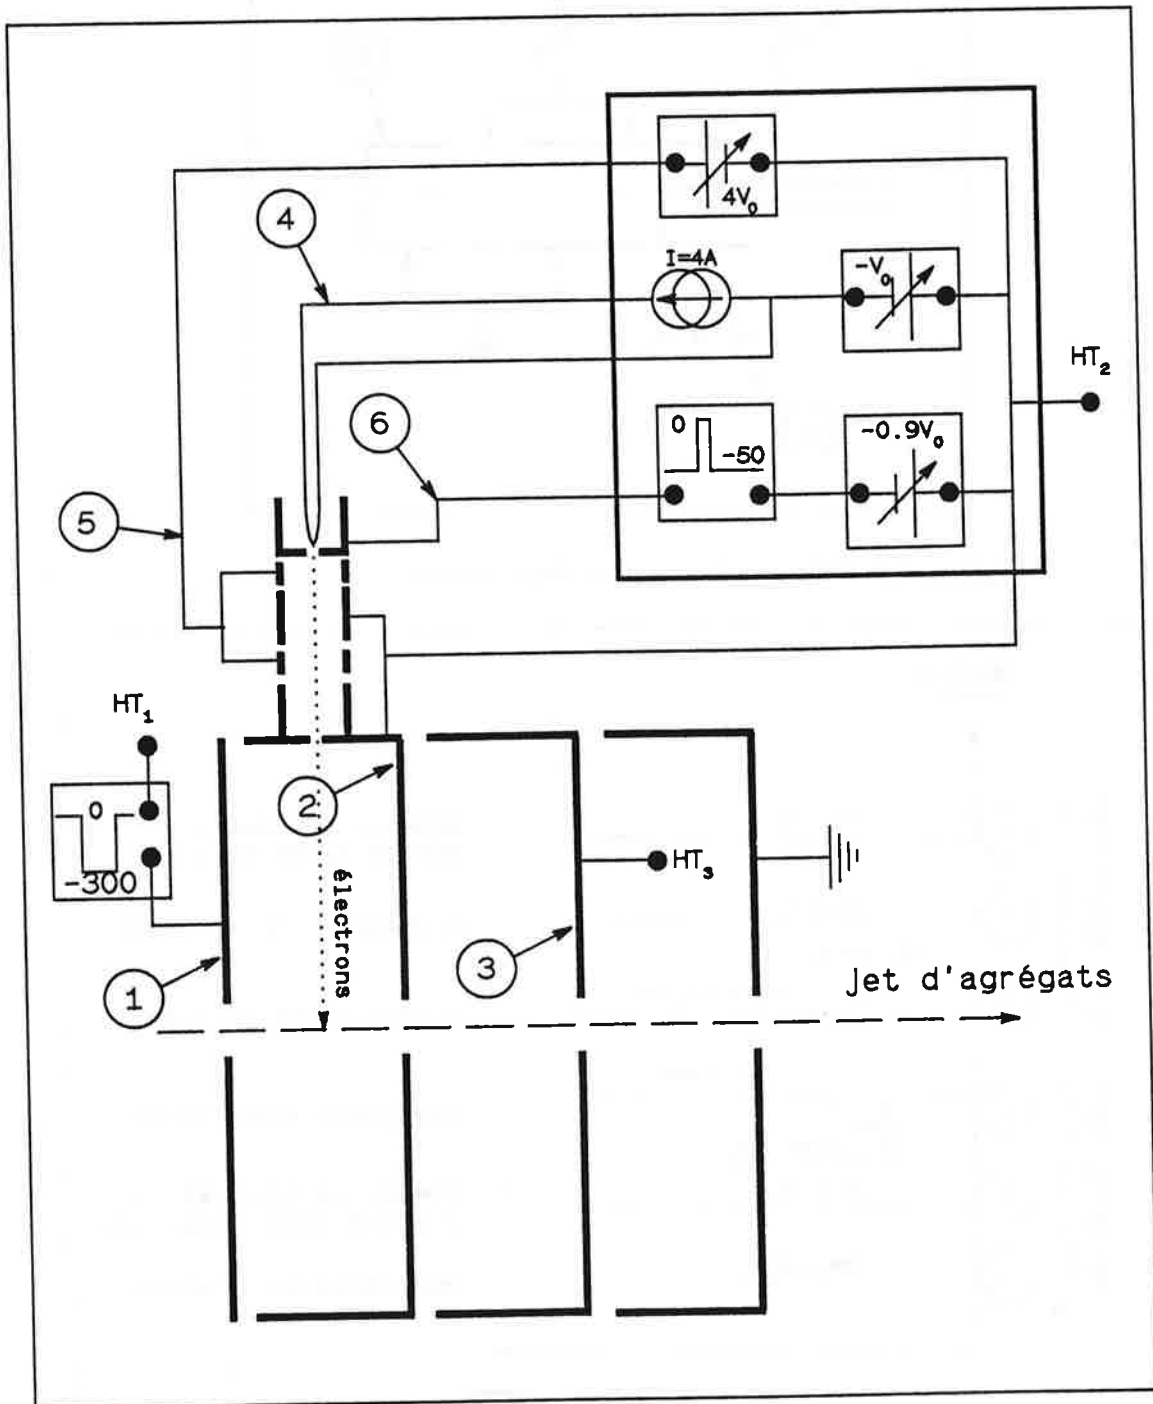 4V₀
4
I=4A
-V₀
HT₂
6
0
-50
-0.9V₀
5
HT₁
0
-300
2
électrons
HT₃
3
1
Jet d'agrégats